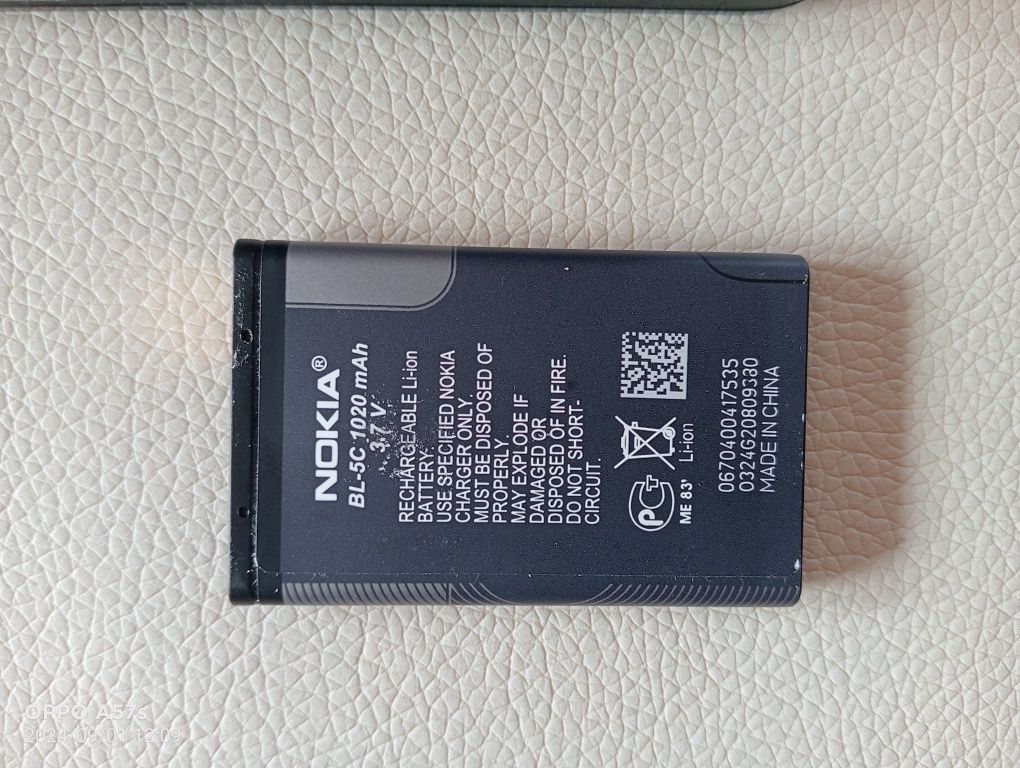 NOKIA®
BL-5C 1020 mAh
3.7 V
RECHARGEABLE Li-ion
BATTERY.
USE SPECIFIED NOKIA
CHARGER ONLY.
MUST BE DISPOSED OF
PROPERLY.
MAY EXPLODE IF
DAMAGED OR
DISPOSED OF IN FIRE.
DO NOT SHORT-
CIRCUIT.
РСТ
ME 83'
Li-ion
0670400417535
0324G20809380
MADE IN CHINA
OPPO A57s
2024/09/01 12:09